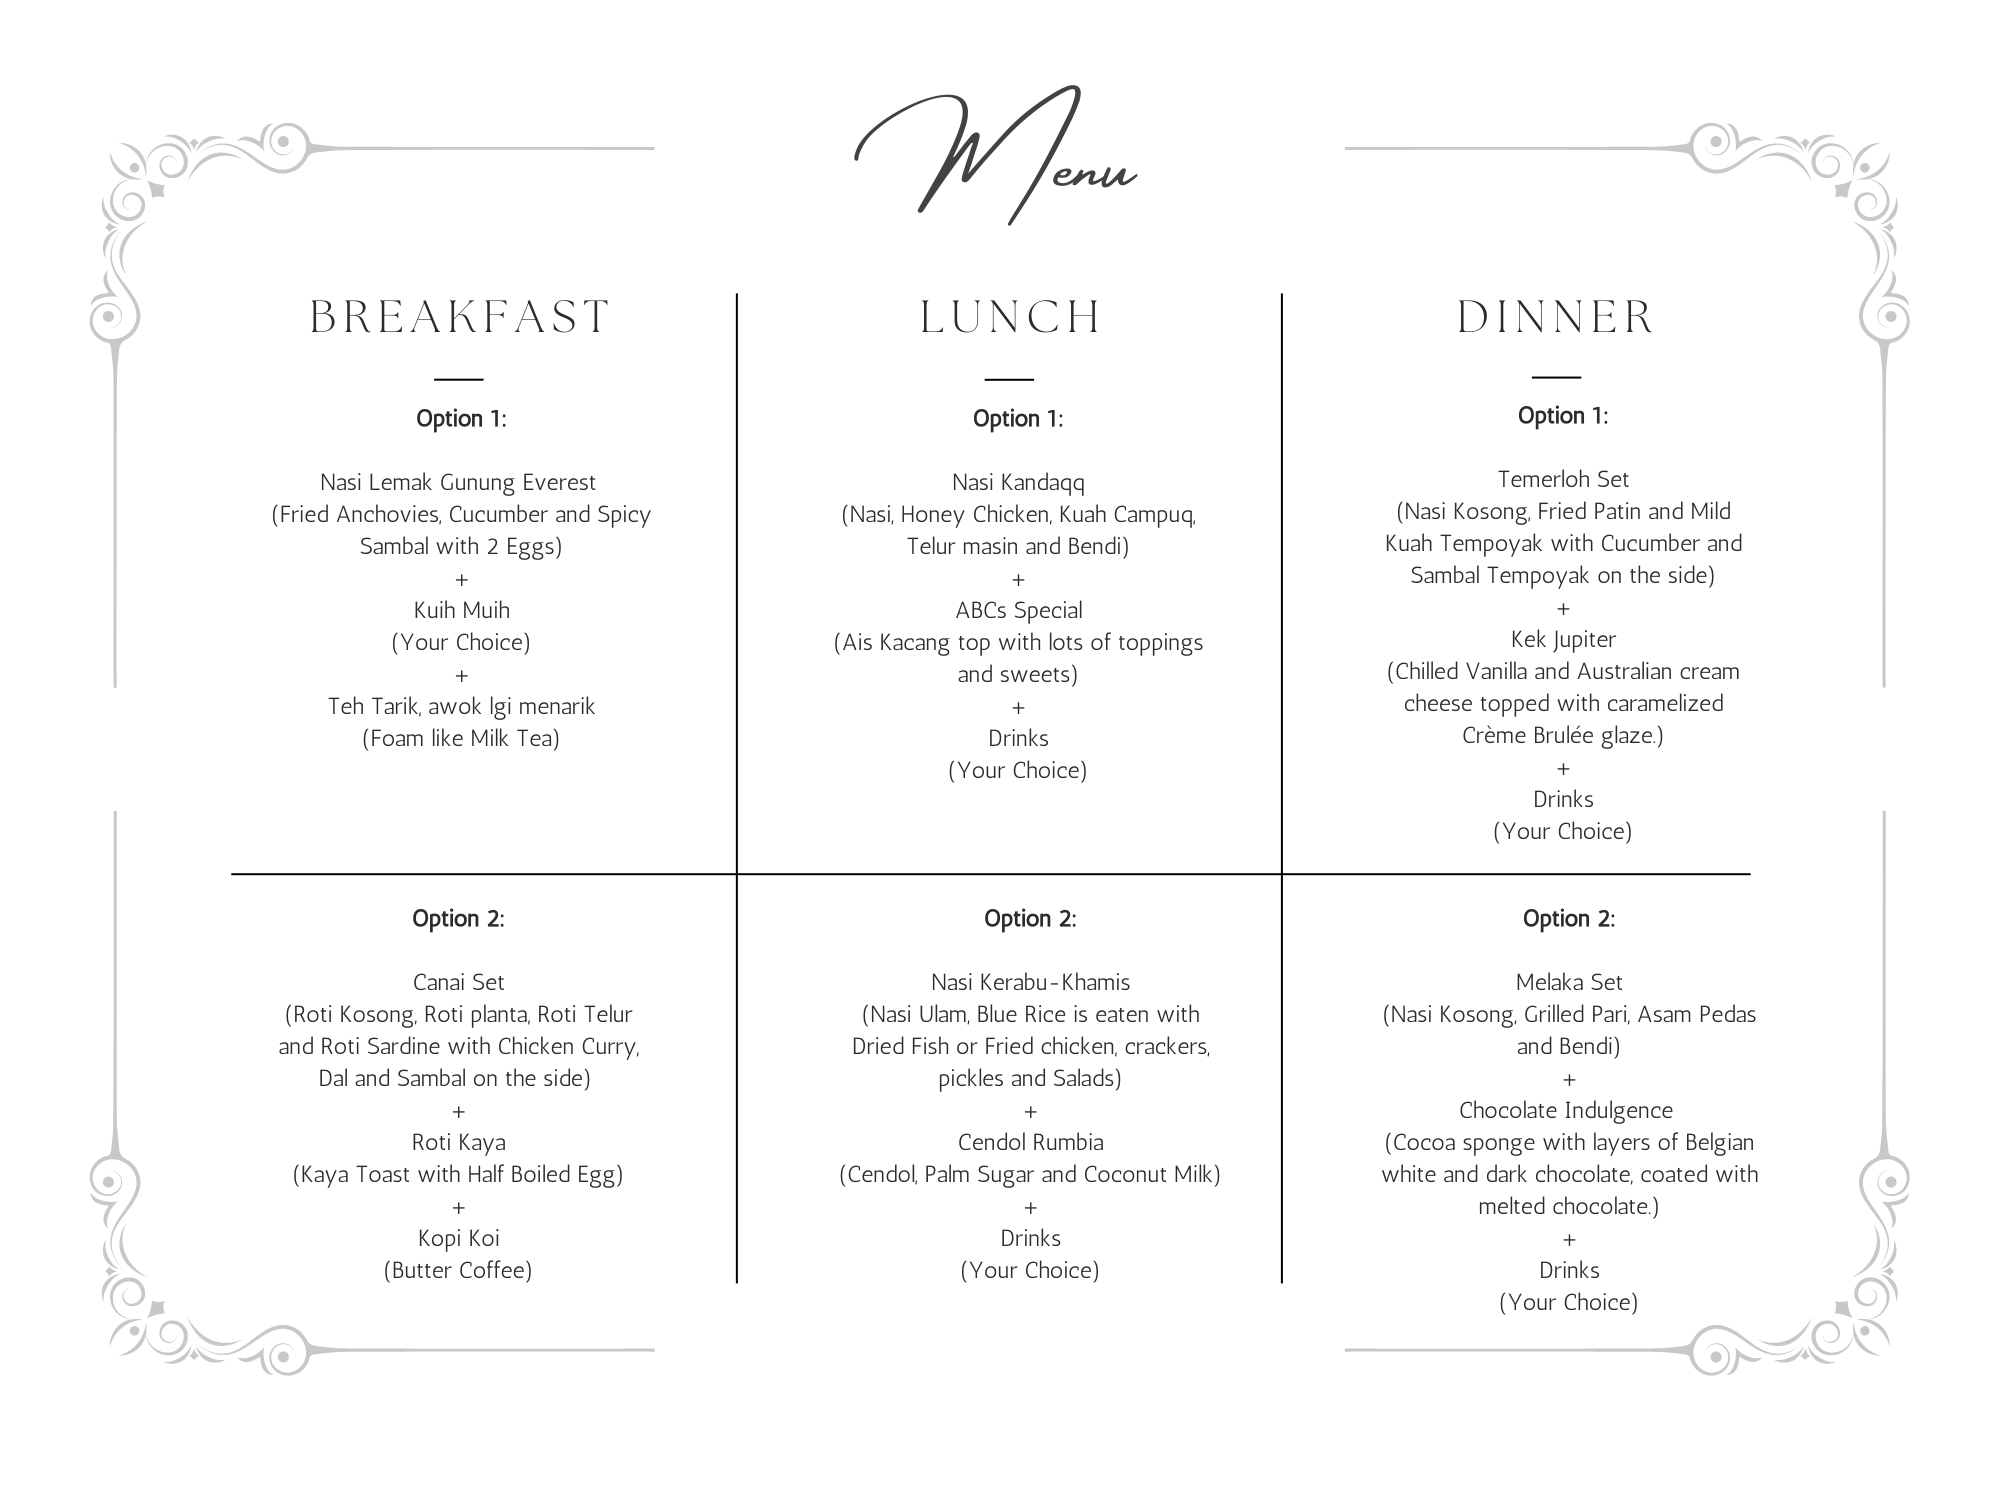 Menu
BREAKFAST
Option 1:
Nasi Lemak Gunung Everest
(Fried Anchovies, Cucumber and Spicy
Sambal with 2 Eggs)
+
Kuih Muih
(Your Choice)
+
Teh Tarik, awok lgi menarik
(Foam like Milk Tea)
Option 2:
Canai Set
(Roti Kosong, Roti planta, Roti Telur
and Roti Sardine with Chicken Curry,
Dal and Sambal on the side)
+
Roti Kaya
(Kaya Toast with Half Boiled Egg)
+
Kopi Koi
(Butter Coffee)
LUNCH
Option 1:
Nasi Kandaqq
(Nasi, Honey Chicken, Kuah Campuq,
Telur masin and Bendi)
+
ABCs Special
(Ais Kacang top with lots of toppings
and sweets)
+
Drinks
(Your Choice)
Option 2:
Nasi Kerabu-Khamis
(Nasi Ulam, Blue Rice is eaten with
Dried Fish or Fried chicken, crackers,
pickles and Salads)
+
Cendol Rumbia
(Cendol, Palm Sugar and Coconut Milk)
+
Drinks
(Your Choice)
DINNER
Option 1:
Temerloh Set
(Nasi Kosong, Fried Patin and Mild
Kuah Tempoyak with Cucumber and
Sambal Tempoyak on the side)
+
Kek Jupiter
(Chilled Vanilla and Australian cream
cheese topped with caramelized
Crème Brulée glaze.)
+
Drinks
(Your Choice)
Option 2:
Melaka Set
(Nasi Kosong, Grilled Pari, Asam Pedas
and Bendi)
+
Chocolate Indulgence
(Cocoa sponge with layers of Belgian
white and dark chocolate, coated with
melted chocolate.)
+
Drinks
(Your Choice)